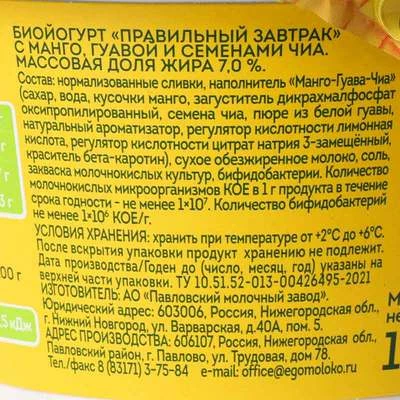 БИОЙОГУРТ «ПРАВИЛЬНЫЙ ЗАВТРАК»
С МАНГО, ГУАВОЙ И СЕМЕНАМИ ЧИА.
МАССОВАЯ ДОЛЯ ЖИРА 7,0 %.
Состав: нормализованные сливки, наполнитель «Манго-Гуава-Чиа»
(сахар, вода, кусочки манго, загуститель дикрахмалфосфат
оксипропилированный, семена чиа, пюре из белой гуавы,
натуральный ароматизатор, регулятор кислотности лимонная
кислота, регулятор кислотности цитрат натрия 3-замещённый,
краситель бета-каротин), сухое обезжиренное молоко, соль,
закваска молочнокислых культур, бифидобактерии. Количество
молочнокислых микроорганизмов КОЕ в 1 г продукта в течение
срока годности - не менее 1×10⁷. Количество бифидобактерий
не менее 1×10⁶ КОЕ/г.
УСЛОВИЯ ХРАНЕНИЯ: хранить при температуре от +2°С до +6°С.
После вскрытия упаковки продукт хранению не подлежит.
Дата производства/Годен до (число, месяц, год) указаны на
верхней части упаковки. ТУ 10.51.52-013-00426495-2021
ИЗГОТОВЛЕНО: АО «Павловский молочный завод».
Юридический адрес: 603006, Россия, Нижегородская обл.,
г. Нижний Новгород, ул. Варварская, д.40А, пом. 5.
АДРЕС ПРОИЗВОДСТВА: 606107, Россия, Нижегородская обл.,
Павловский район, г. Павлово, ул. Трудовая, дом 78.
Тел./факс 8 (83171) 3-75-84 e-mail: office@egomoloko.ru
г
г
3 г
00 г
,5 кДж